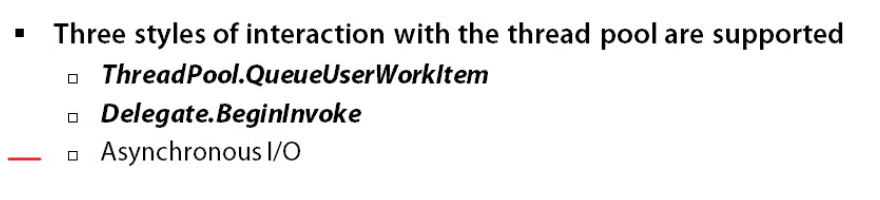 Three styles of interaction with the thread pool are supported
ThreadPool.QueueUserWorkItem
Delegate.BeginInvoke
Asynchronous I/O